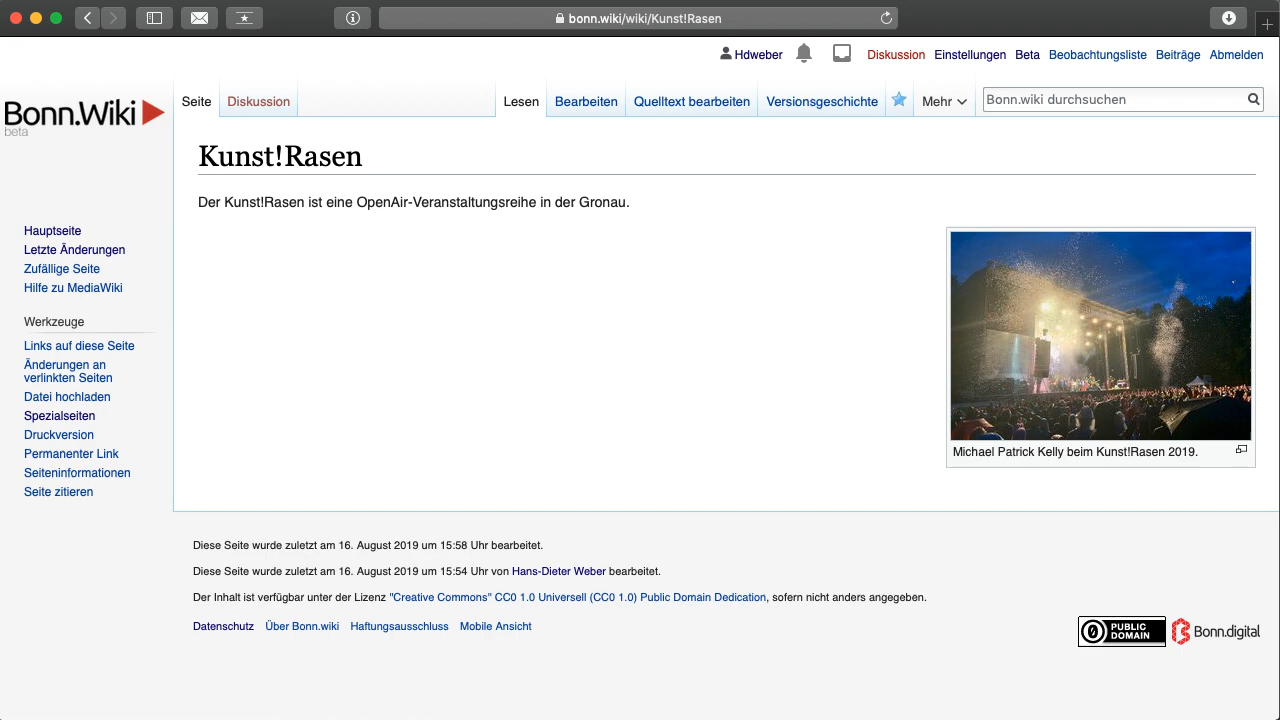 bonn.wiki/wiki/Kunst!Rasen
Hdweber Diskussion Einstellungen Beta Beobachtungsliste Beiträge Abmelden
Bonn.Wiki
beta
Seite Diskussion Lesen Bearbeiten Quelltext bearbeiten Versionsgeschichte Mehr Bonn.wiki durchsuchen
Kunst!Rasen
Der Kunst!Rasen ist eine OpenAir-Veranstaltungsreihe in der Gronau.
Michael Patrick Kelly beim Kunst!Rasen 2019.
Hauptseite
Letzte Änderungen
Zufällige Seite
Hilfe zu MediaWiki
Werkzeuge
Links auf diese Seite
Änderungen an
verlinkten Seiten
Datei hochladen
Spezialseiten
Druckversion
Permanenter Link
Seiteninformationen
Seite zitieren
Diese Seite wurde zuletzt am 16. August 2019 um 15:58 Uhr bearbeitet.
Diese Seite wurde zuletzt am 16. August 2019 um 15:54 Uhr von Hans-Dieter Weber bearbeitet.
Der Inhalt ist verfügbar unter der Lizenz "Creative Commons" CC0 1.0 Universell (CC0 1.0) Public Domain Dedication, sofern nicht anders angegeben.
Datenschutz Über Bonn.wiki Haftungsausschluss Mobile Ansicht
0 PUBLIC
DOMAIN
Bonn.digital